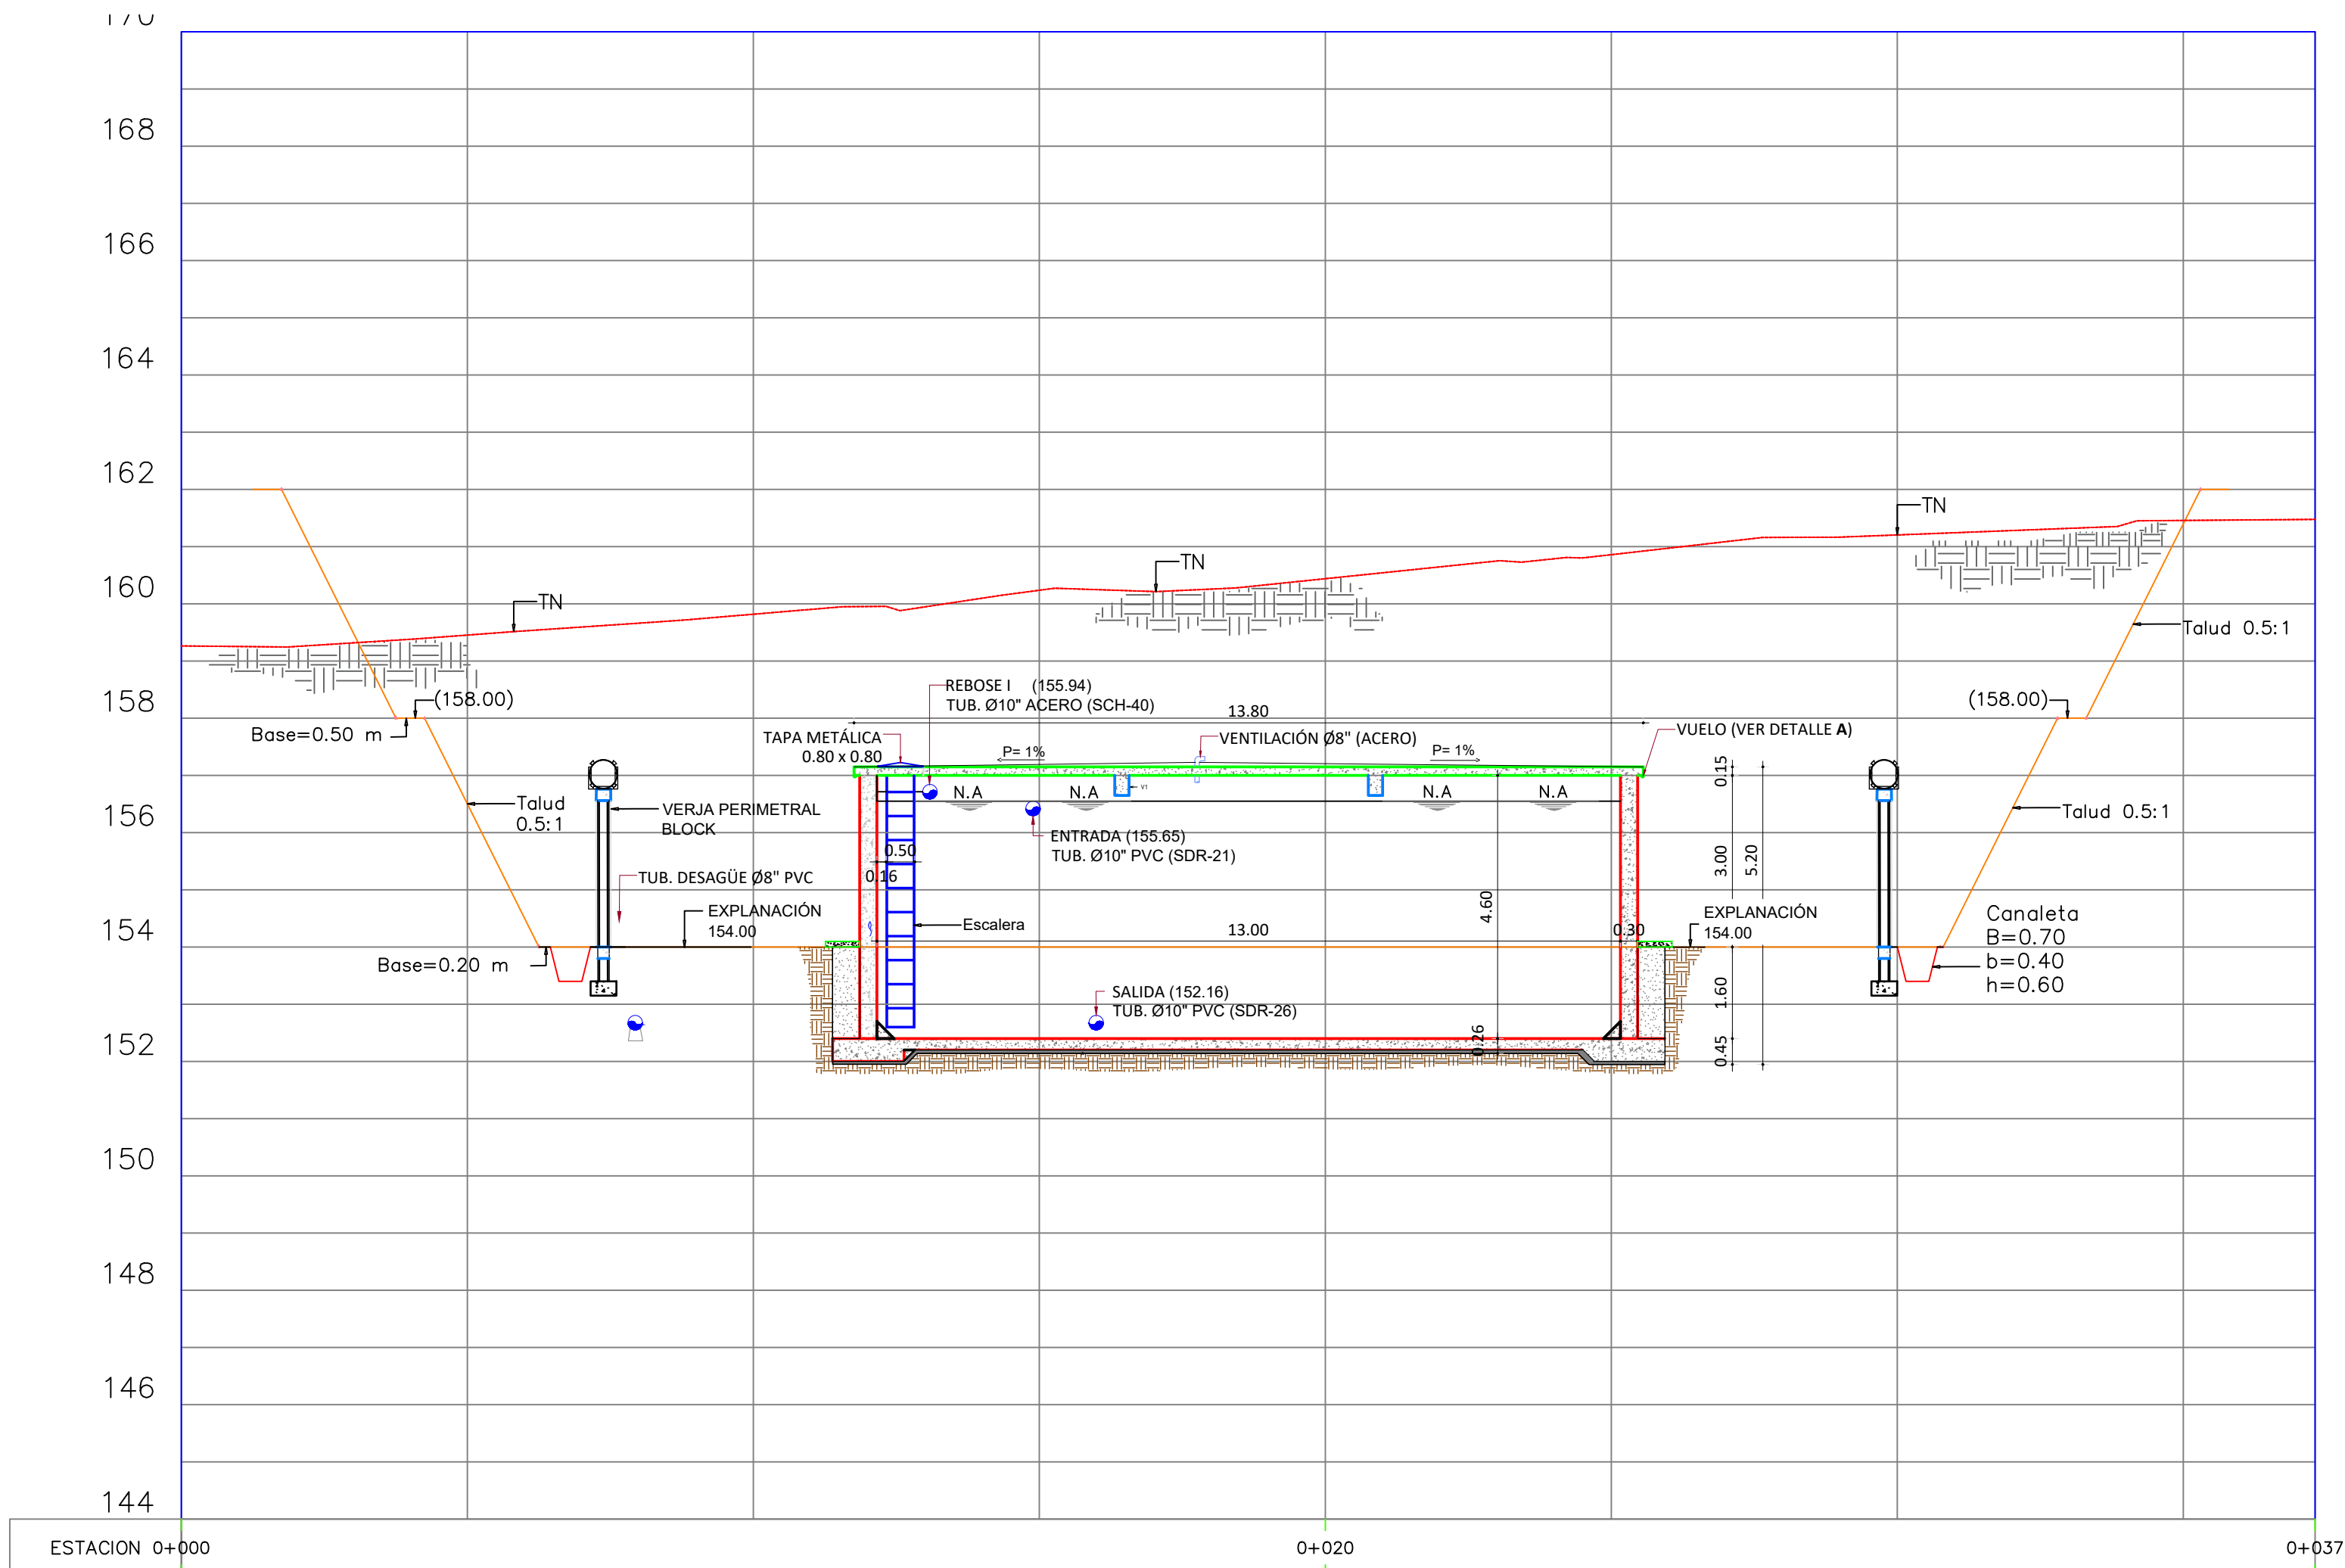 170
168
166
164
162
160
158
156
154
152
150
148
146
144
TN
TN
TN
Talud 0.5:1
(158.00)
Base=0.50 m
(158.00)
REBOSE I (155.94)
TUB. Ø10" ACERO (SCH-40)
13.80
TAPA METÁLICA
0.80 x 0.80
P= 1%
VENTILACIÓN Ø8" (ACERO)
P= 1%
VUELO (VER DETALLE A)
0.15
N.A
N.A
V1
N.A
N.A
Talud
0.5:1
VERJA PERIMETRAL
BLOCK
ENTRADA (155.65)
TUB. Ø10" PVC (SDR-21)
Talud 0.5:1
0.50
0.16
3.00
5.20
TUB. DESAGÜE Ø8" PVC
4.60
EXPLANACIÓN
154.00
Escalera
13.00
0.30
EXPLANACIÓN
154.00
Canaleta
B=0.70
b=0.40
h=0.60
Base=0.20 m
SALIDA (152.16)
TUB. Ø10" PVC (SDR-26)
1.60
0.26
0.45
ESTACION 0+000
0+020
0+037